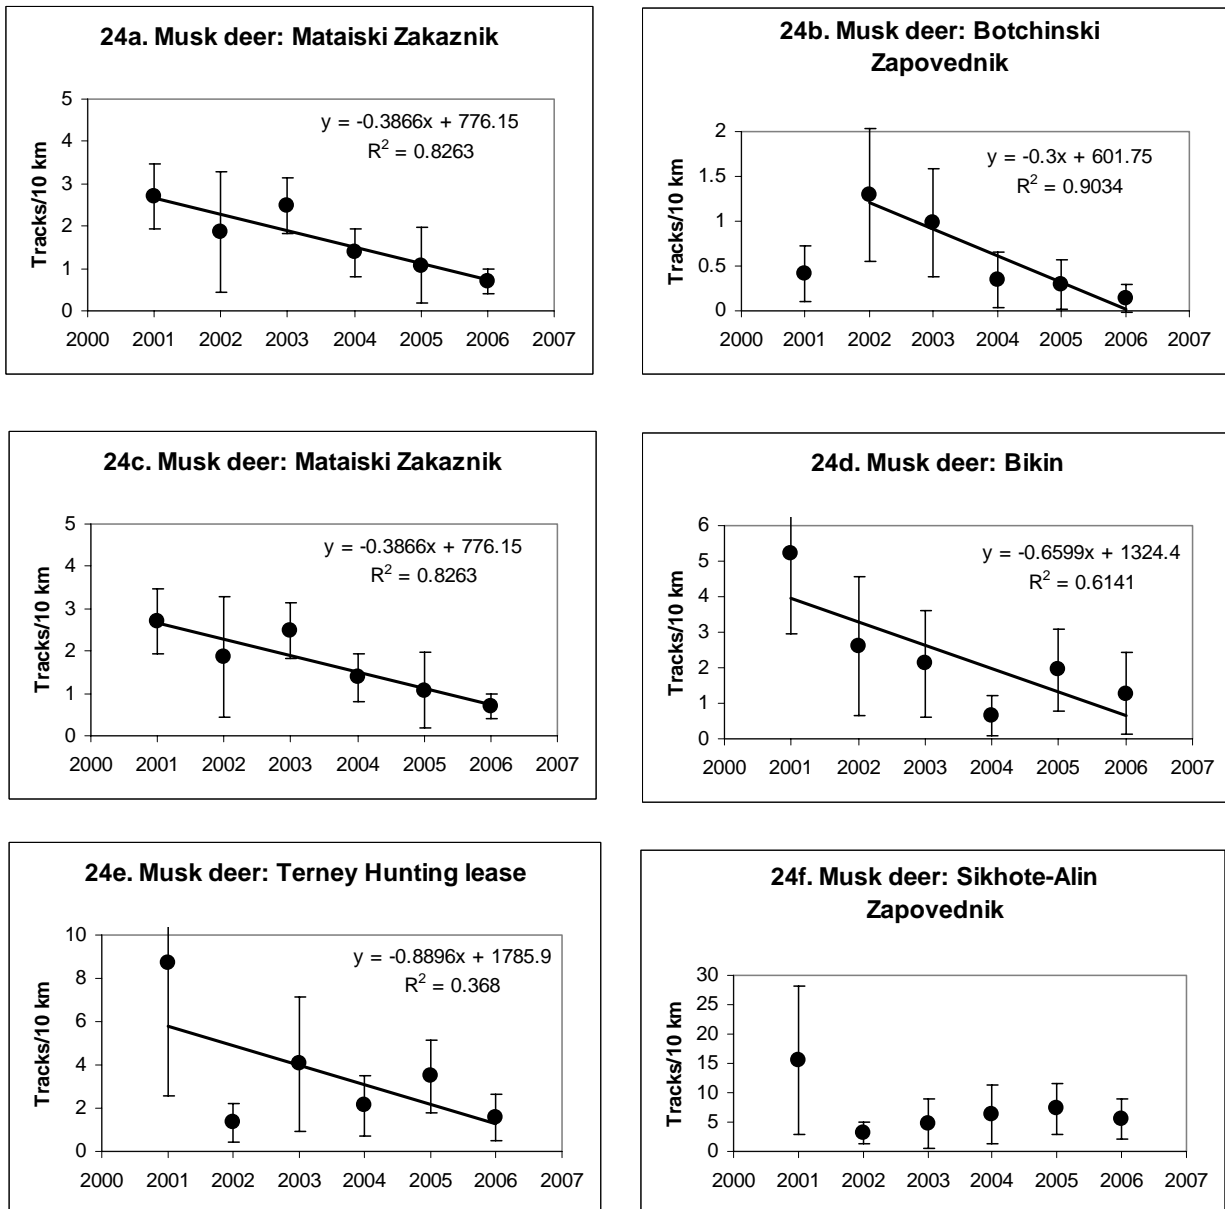 24a. Musk deer: Mataiski Zakaznik
y = -0.3866x + 776.15
R² = 0.8263
Tracks/10 km
5
4
3
2
1
0
2000 2001 2002 2003 2004 2005 2006 2007
24b. Musk deer: Botchinski
Zapovednik
y = -0.3x + 601.75
R² = 0.9034
Tracks/10 km
2
1.5
1
0.5
0
2000 2001 2002 2003 2004 2005 2006 2007
24c. Musk deer: Mataiski Zakaznik
y = -0.3866x + 776.15
R² = 0.8263
Tracks/10 km
5
4
3
2
1
0
2000 2001 2002 2003 2004 2005 2006 2007
24d. Musk deer: Bikin
y = -0.6599x + 1324.4
R² = 0.6141
Tracks/10 km
6
5
4
3
2
1
0
2000 2001 2002 2003 2004 2005 2006 2007
24e. Musk deer: Terney Hunting lease
y = -0.8896x + 1785.9
R² = 0.368
Tracks/10 km
10
8
6
4
2
0
2000 2001 2002 2003 2004 2005 2006 2007
24f. Musk deer: Sikhote-Alin
Zapovednik
Tracks/10 km
30
25
20
15
10
5
0
2000 2001 2002 2003 2004 2005 2006 2007